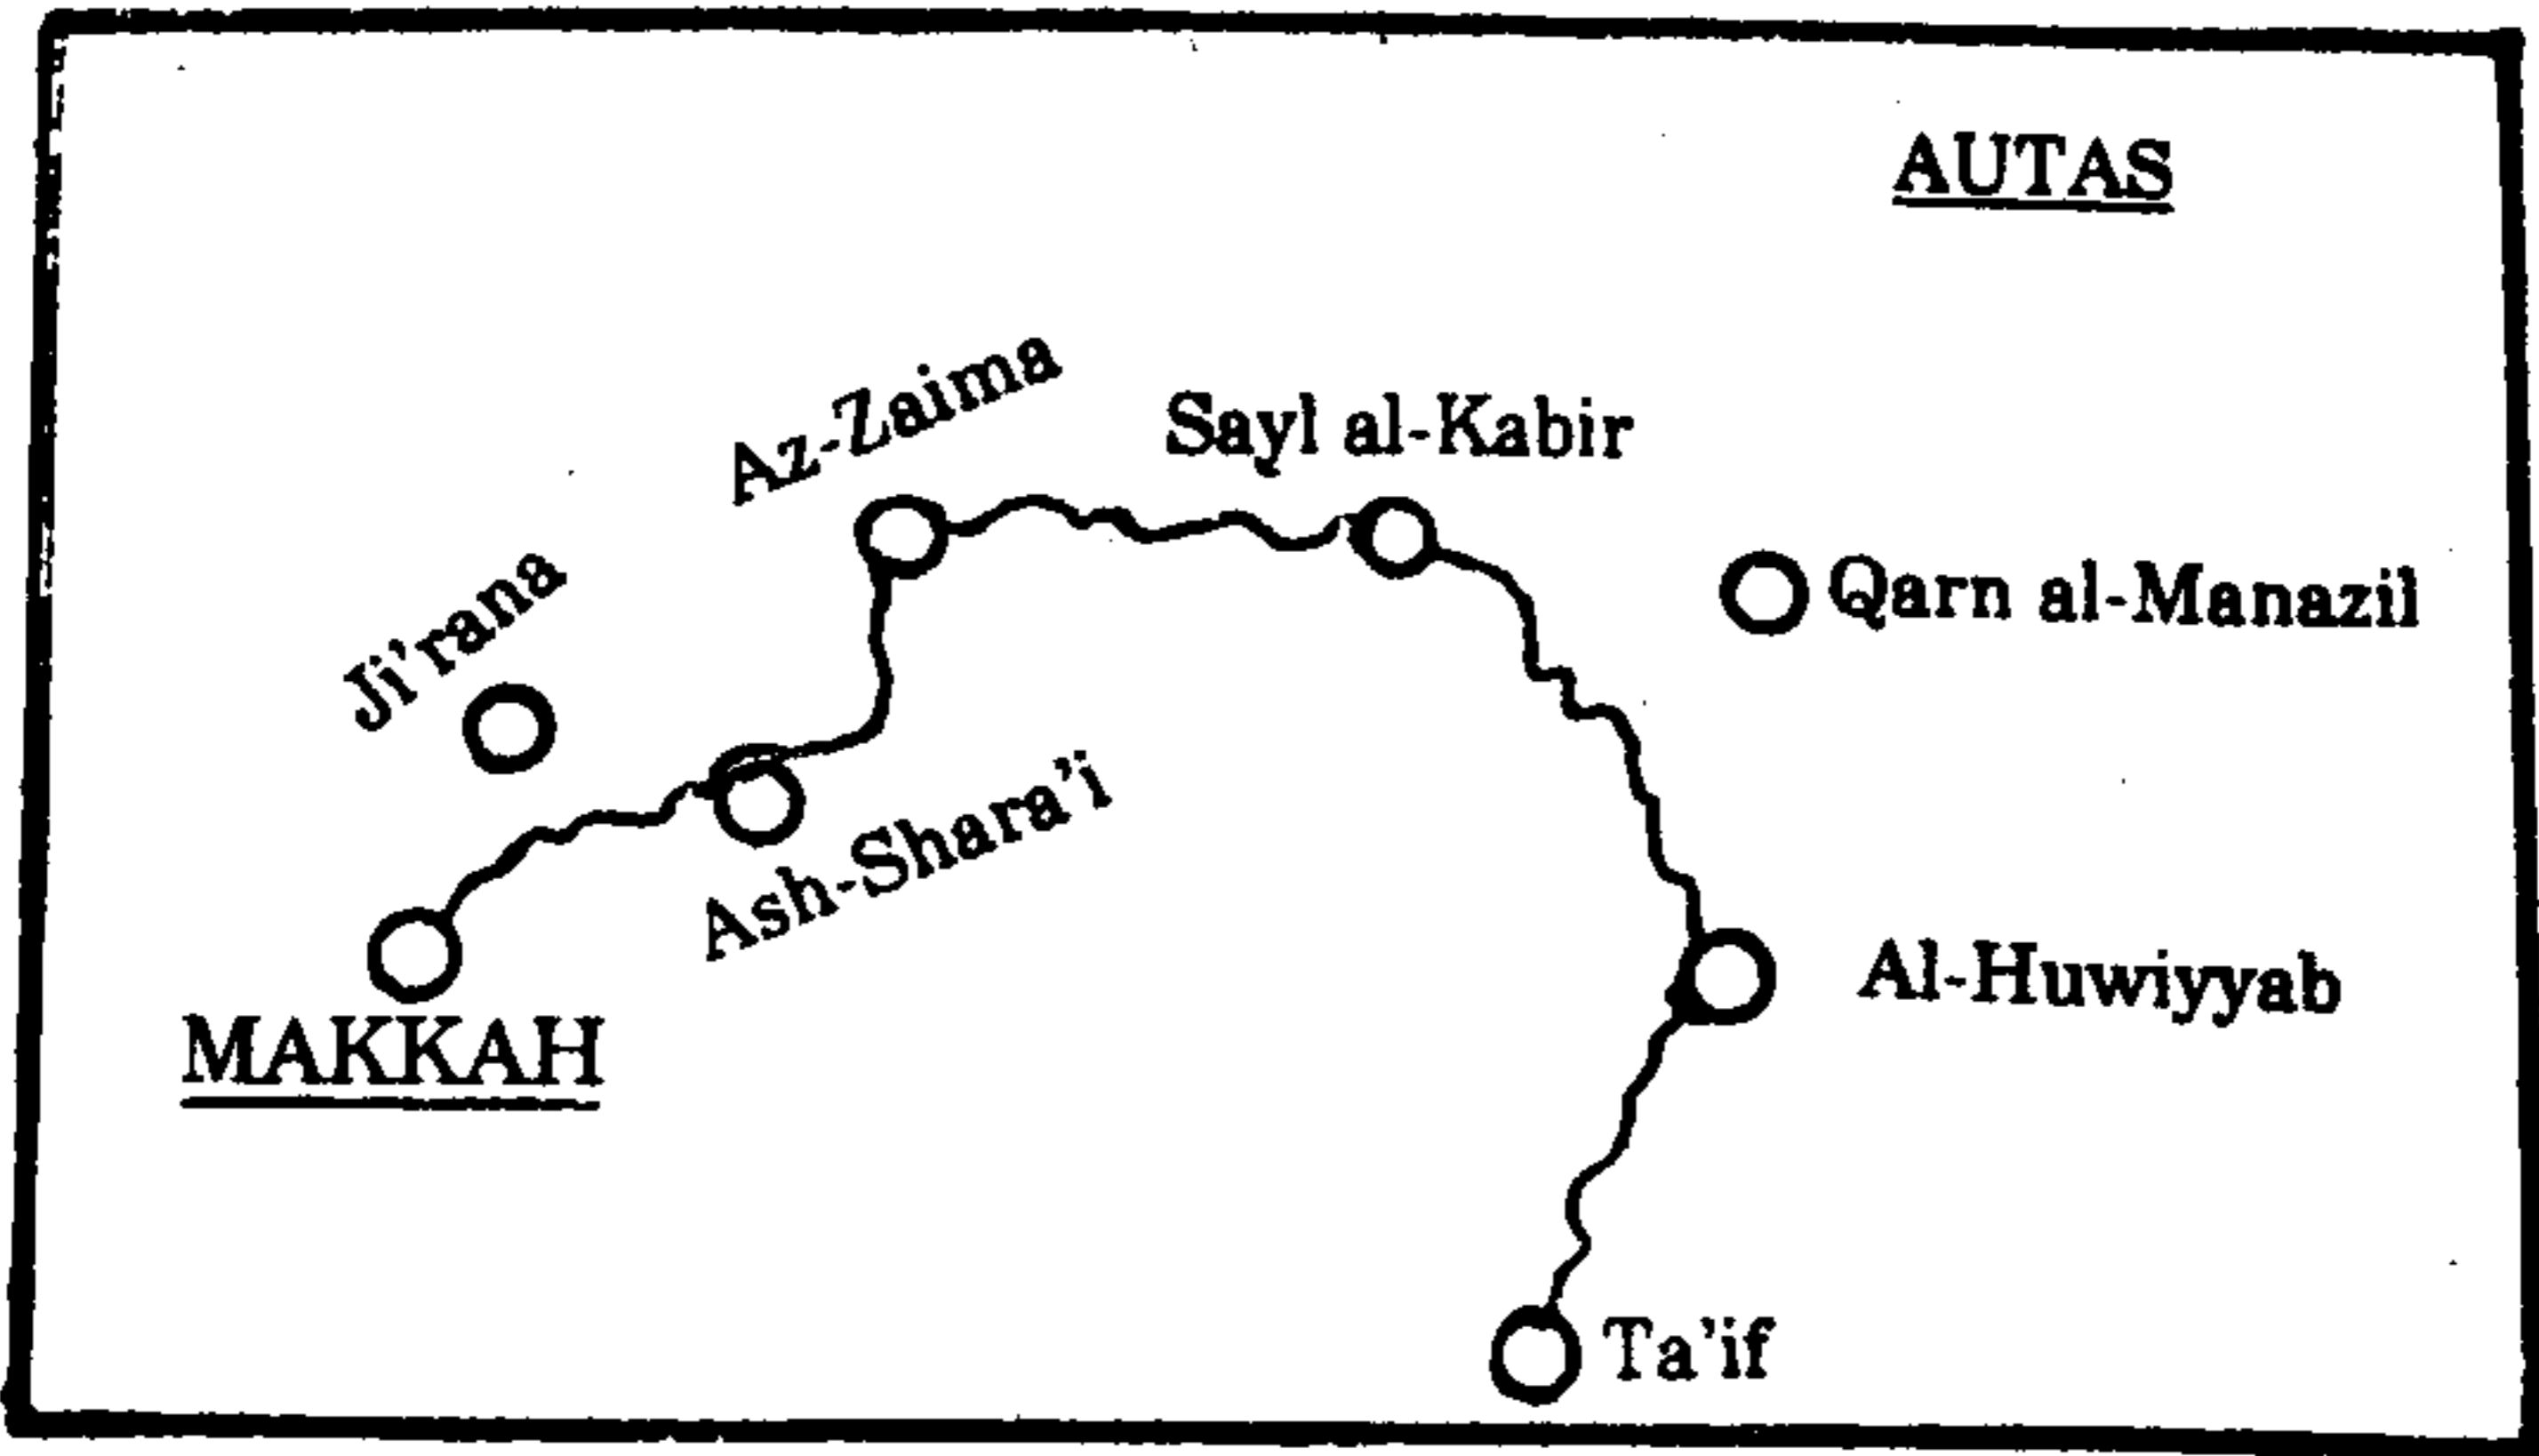 AUTAS
Az-Zaima
Sayl al-Kabir
Ji'rana
Qarn al-Manazil
Ash-Shara'i
Al-Huwiyyab
MAKKAH
Ta'if